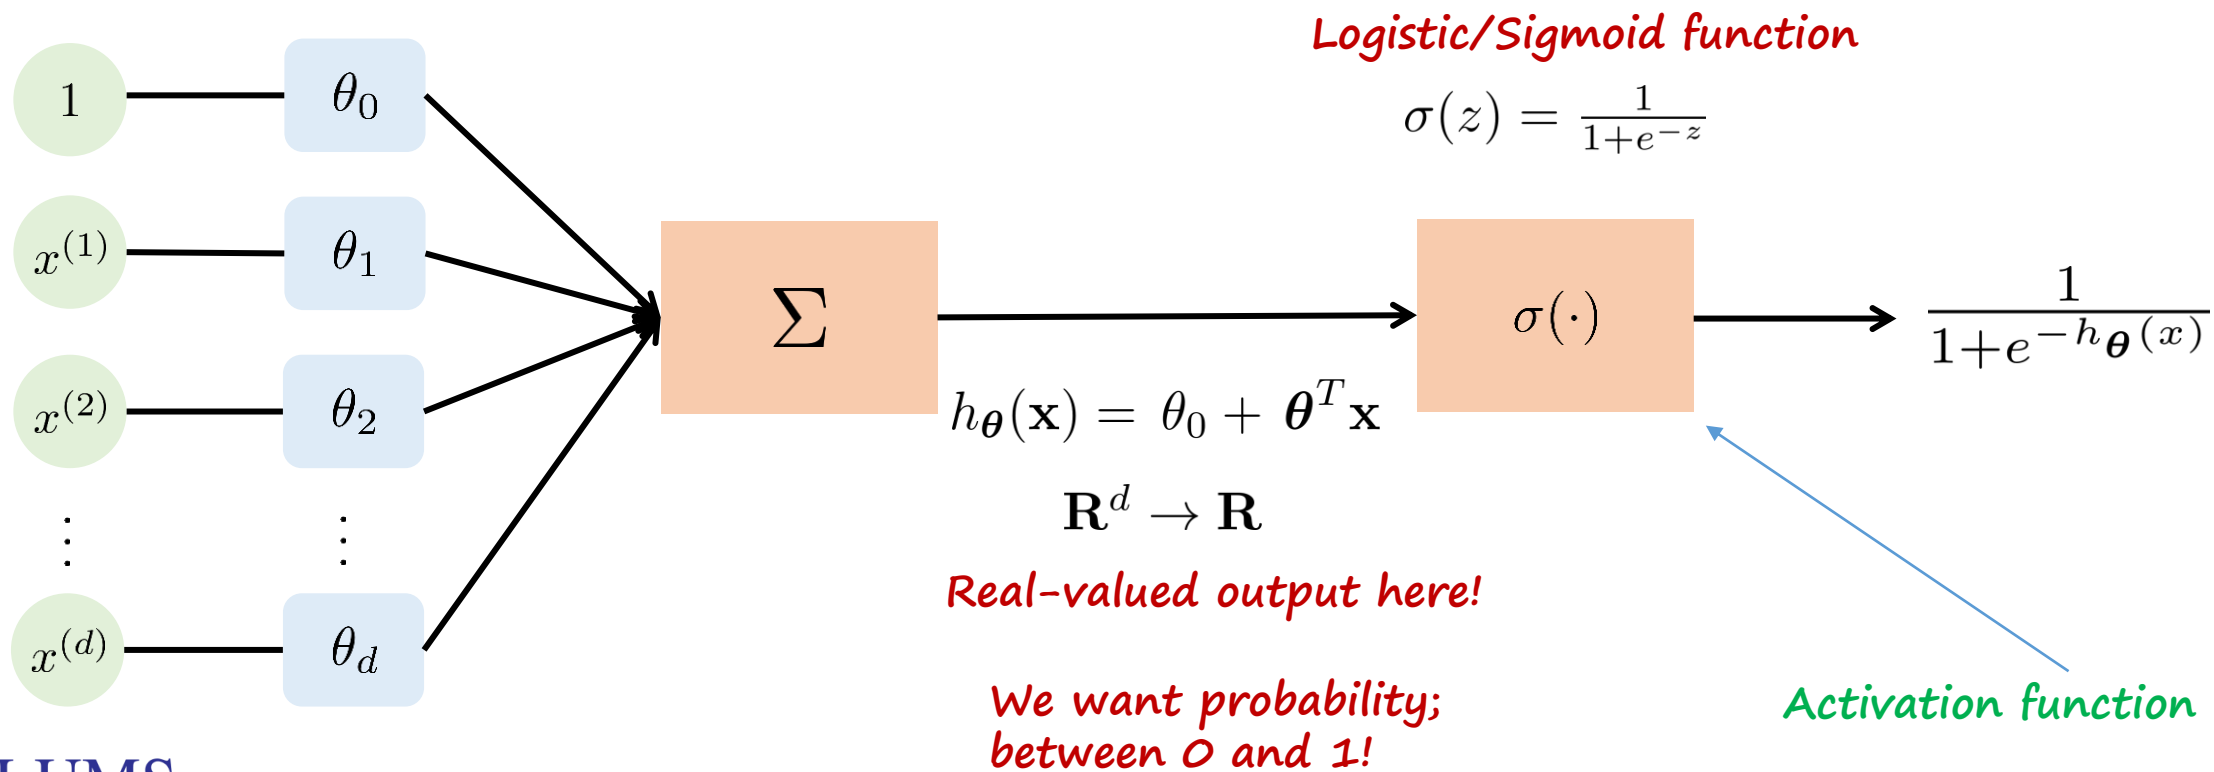 Logistic/Sigmoid function
σ(z) = 1/(1+e^{-z})
1
θ_0
x^{(1)}
θ_1
Σ
σ(·)
1/(1+e^{-h_θ(x)})
x^{(2)}
θ_2
h_θ(x) = θ_0 + θ^T x
R^d → R
⋮
⋮
Real-valued output here!
x^{(d)}
θ_d
We want probability;
between 0 and 1!
Activation function
LUMS